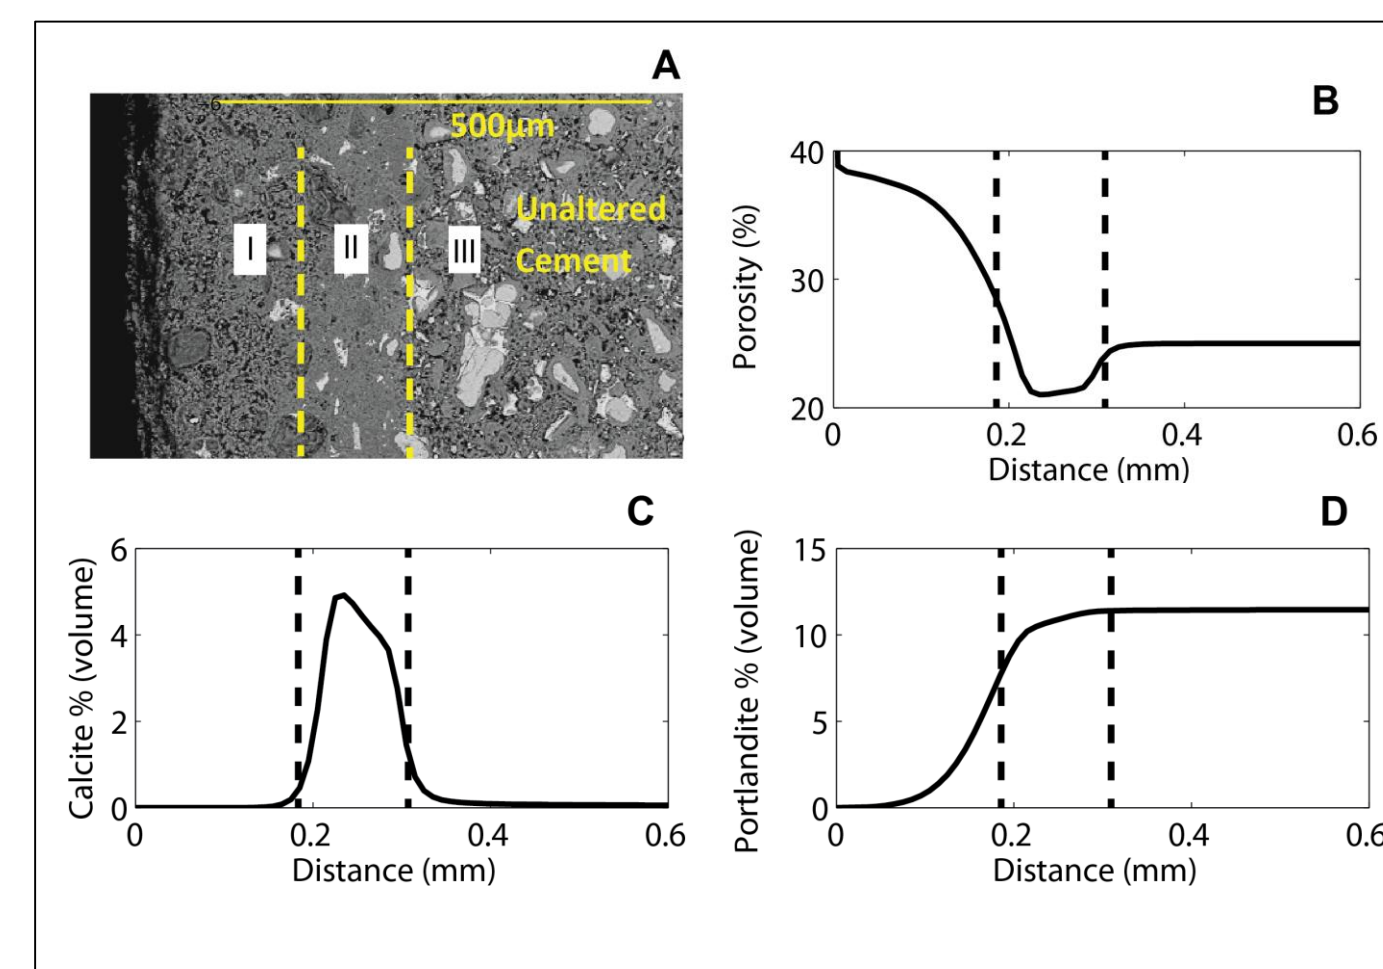 A
500µm
I
II
III
Unaltered
Cement
B
Porosity (%)
40
30
20
0
0.2
0.4
0.6
Distance (mm)
C
Calcite % (volume)
6
4
2
0
0
0.2
0.4
0.6
Distance (mm)
D
Portlandite % (volume)
15
10
5
0
0
0.2
0.4
0.6
Distance (mm)